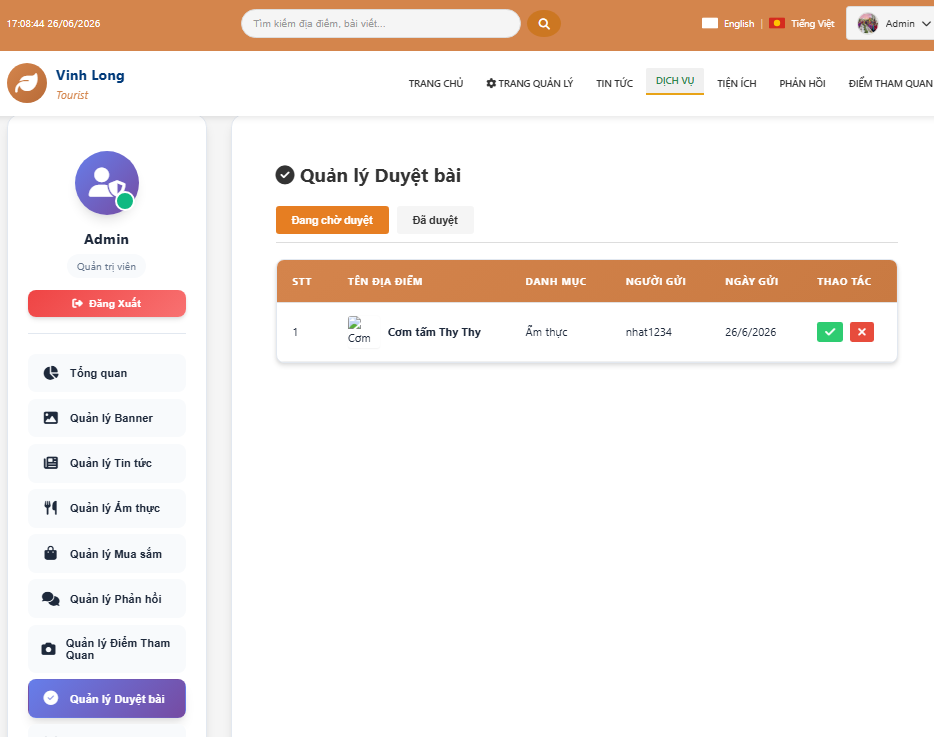 17:08:44 26/06/2026
Tìm kiếm địa điểm, bài viết...
English | Tiếng Việt
Admin
Vinh Long
Tourist
TRANG CHỦ
TRANG QUẢN LÝ
TIN TỨC
DỊCH VỤ
TIỆN ÍCH
PHẢN HỒI
ĐIỂM THAM QUAN
Admin
Quản trị viên
Đăng Xuất
Tổng quan
Quản lý Banner
Quản lý Tin tức
Quản lý Ẩm thực
Quản lý Mua sắm
Quản lý Phản hồi
Quản lý Điểm Tham
Quan
Quản lý Duyệt bài
Quản lý Duyệt bài
Đang chờ duyệt
Đã duyệt
STT TÊN ĐỊA ĐIỂM DANH MỤC NGƯỜI GỬI NGÀY GỬI THAO TÁC
1 Cơm Cơm tấm Thy Thy Ẩm thực nhat1234 26/6/2026